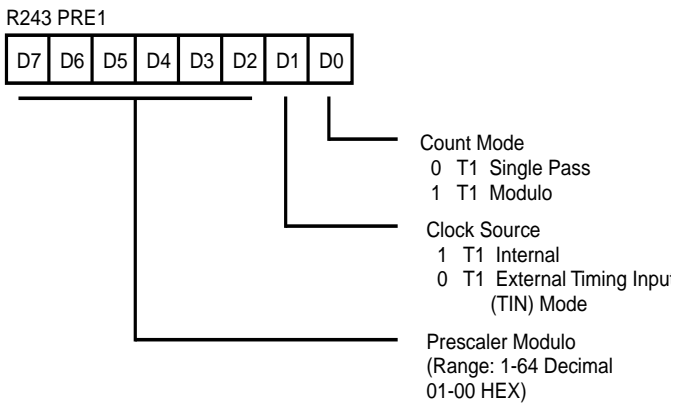 R243 PRE1
D7 D6 D5 D4 D3 D2 D1 D0
Count Mode
0 T1 Single Pass
1 T1 Modulo
Clock Source
1 T1 Internal
0 T1 External Timing Inpu
(TIN) Mode
Prescaler Modulo
(Range: 1-64 Decimal
01-00 HEX)